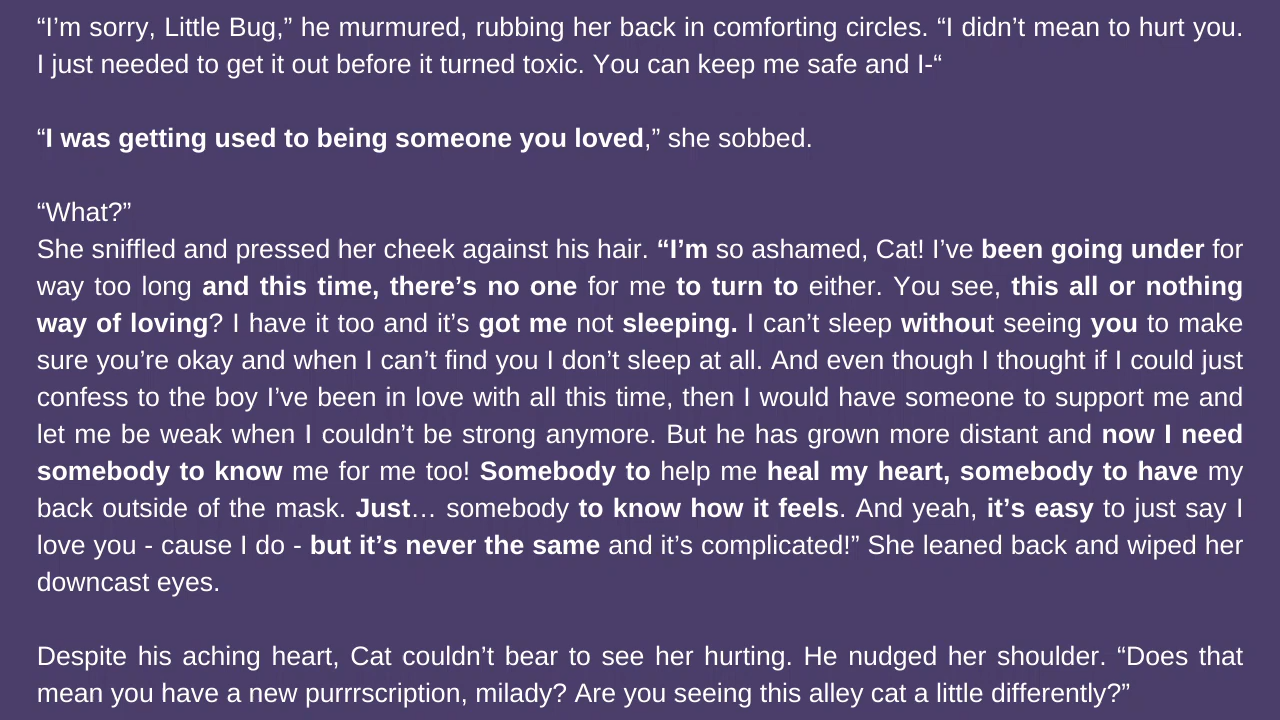 “I’m sorry, Little Bug,” he murmured, rubbing her back in comforting circles. “I didn’t mean to hurt you.
I just needed to get it out before it turned toxic. You can keep me safe and I-“
“I was getting used to being someone you loved,” she sobbed.
“What?”
She sniffled and pressed her cheek against his hair. “I’m so ashamed, Cat! I’ve been going under for
way too long and this time, there’s no one for me to turn to either. You see, this all or nothing
way of loving? I have it too and it’s got me not sleeping. I can’t sleep without seeing you to make
sure you’re okay and when I can’t find you I don’t sleep at all. And even though I thought if I could just
confess to the boy I’ve been in love with all this time, then I would have someone to support me and
let me be weak when I couldn’t be strong anymore. But he has grown more distant and now I need
somebody to know me for me too! Somebody to help me heal my heart, somebody to have my
back outside of the mask. Just… somebody to know how it feels. And yeah, it’s easy to just say I
love you - cause I do - but it’s never the same and it’s complicated!” She leaned back and wiped her
downcast eyes.
Despite his aching heart, Cat couldn’t bear to see her hurting. He nudged her shoulder. “Does that
mean you have a new purrrscription, milady? Are you seeing this alley cat a little differently?”